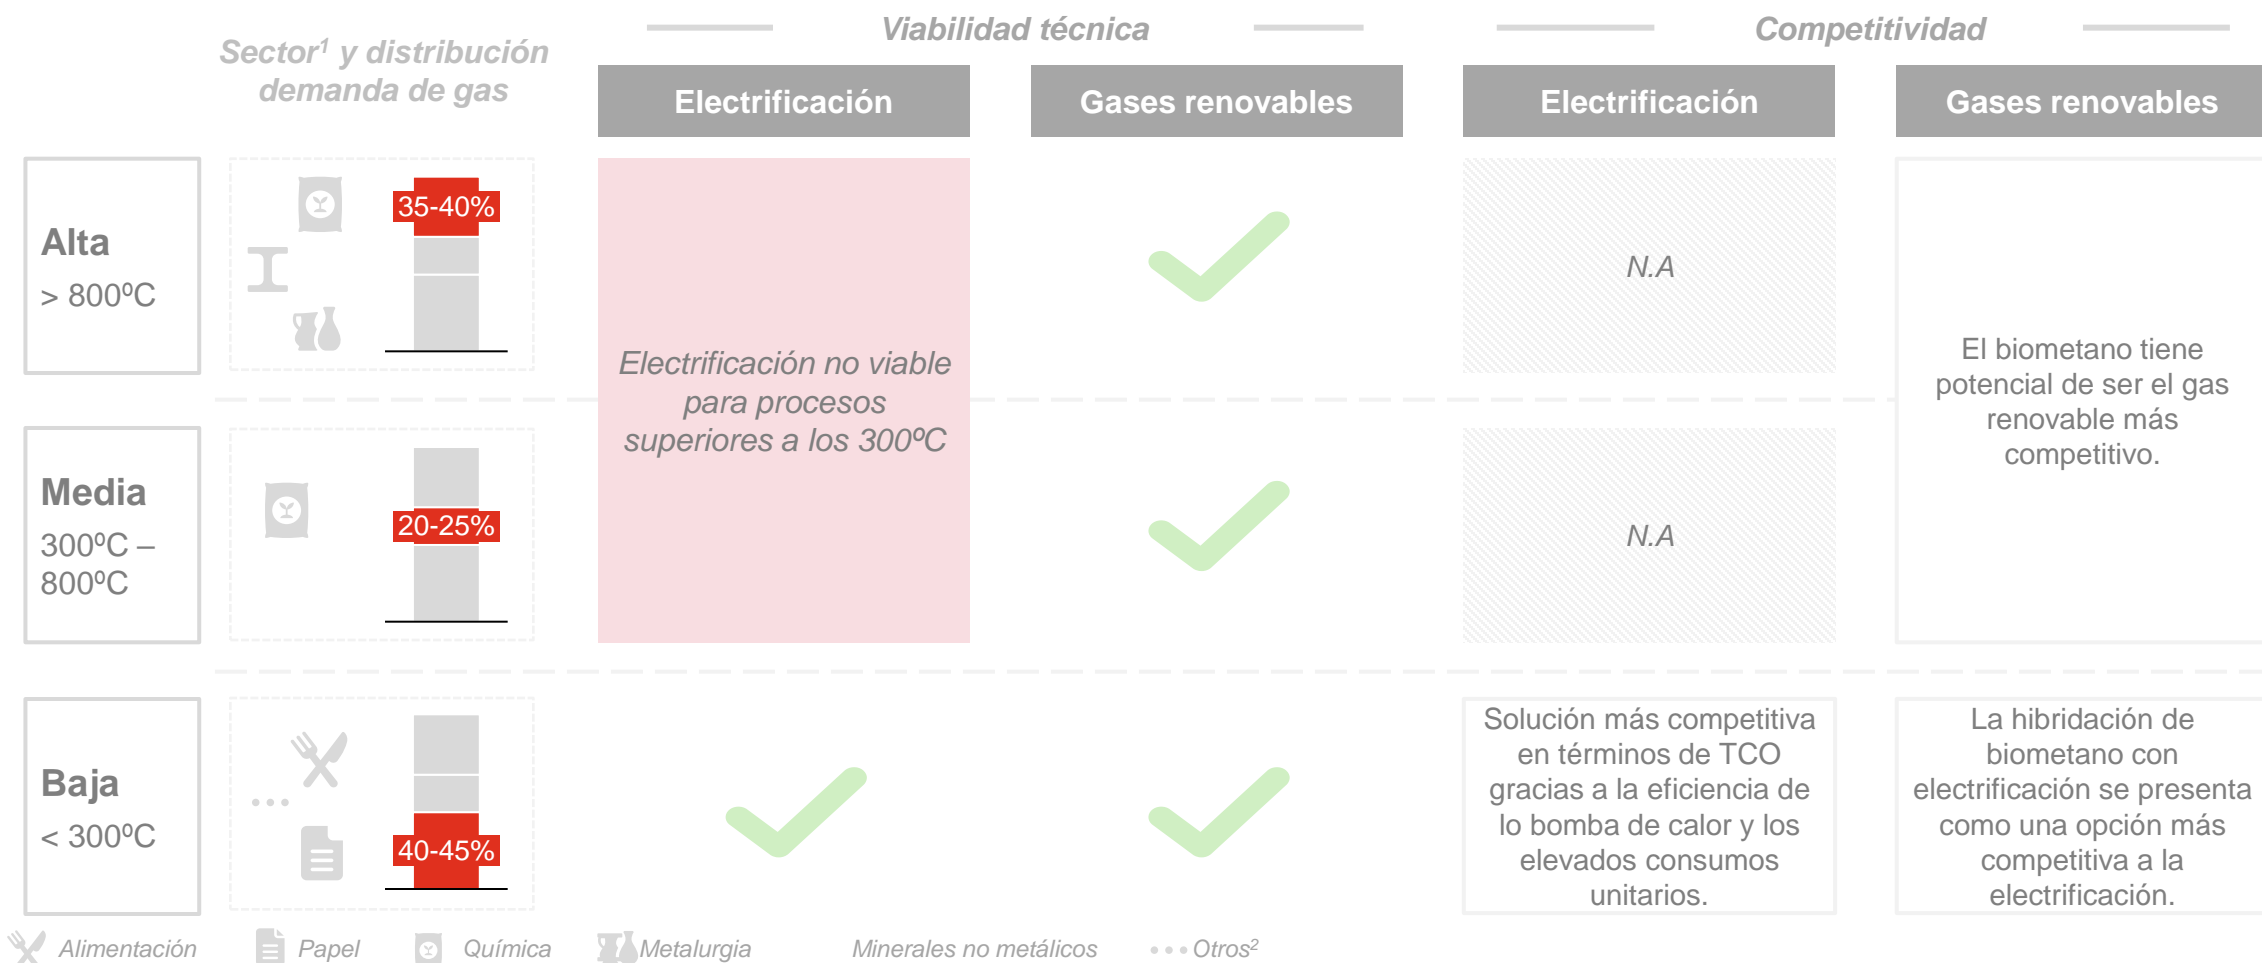 Viabilidad técnica
Competitividad
Sector1 y distribución
demanda de gas
Electrificación
Gases renovables
Electrificación
Gases renovables
Alta
> 800ºC
35-40%
Electrificación no viable
para procesos
superiores a los 300ºC
N.A
El biometano tiene
potencial de ser el gas
renovable más
competitivo.
Media
300ºC –
800ºC
20-25%
N.A
Baja
< 300ºC
40-45%
Solución más competitiva
en términos de TCO
gracias a la eficiencia de
lo bomba de calor y los
elevados consumos
unitarios.
La hibridación de
biometano con
electrificación se presenta
como una opción más
competitiva a la
electrificación.
Alimentación
Papel
Química
Metalurgia
Minerales no metálicos
Otros2